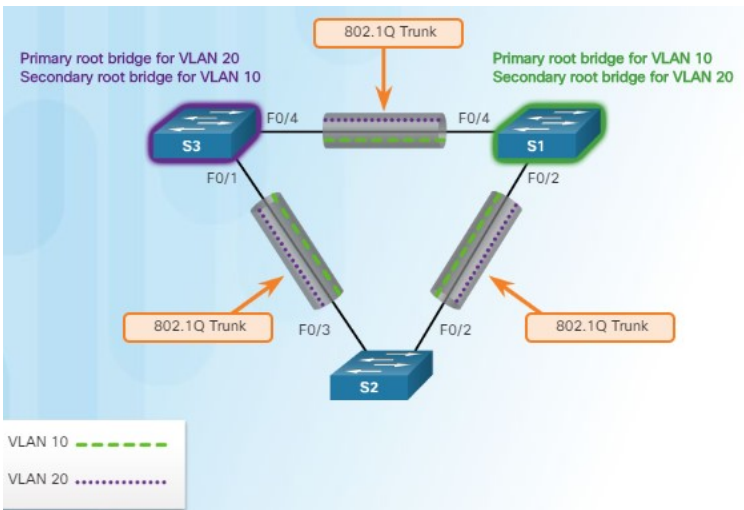 802.1Q Trunk
Primary root bridge for VLAN 20
Secondary root bridge for VLAN 10
Primary root bridge for VLAN 10
Secondary root bridge for VLAN 20
F0/4
F0/4
S3
S1
F0/1
F0/2
802.1Q Trunk
F0/3
F0/2
802.1Q Trunk
S2
VLAN 10
VLAN 20